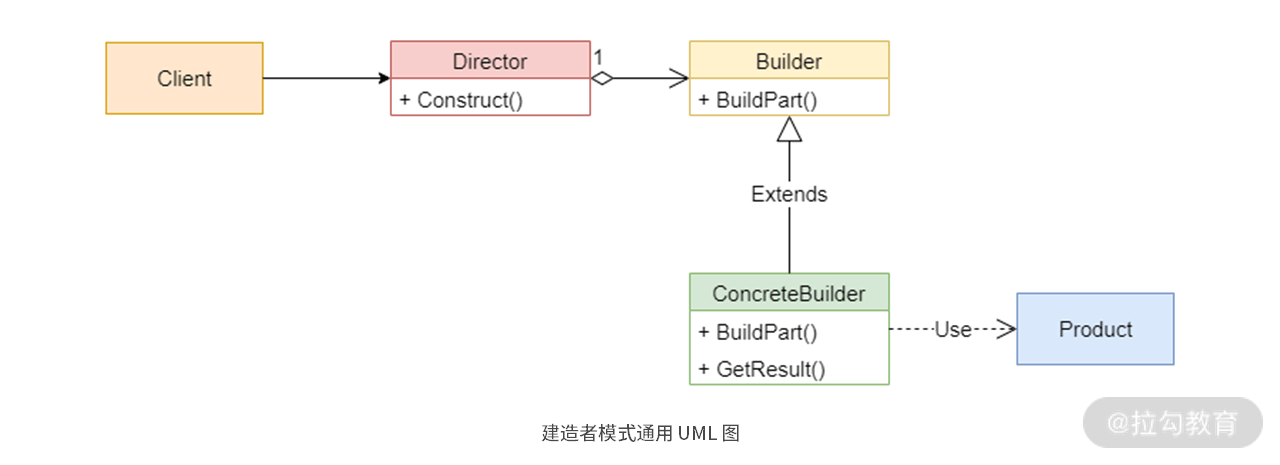 Client
Director
1
+ Construct()
Builder
+ BuildPart()
Extends
ConcreteBuilder
+ BuildPart()
+ GetResult()
Use
Product
@拉勾教育
建造者模式通用 UML 图